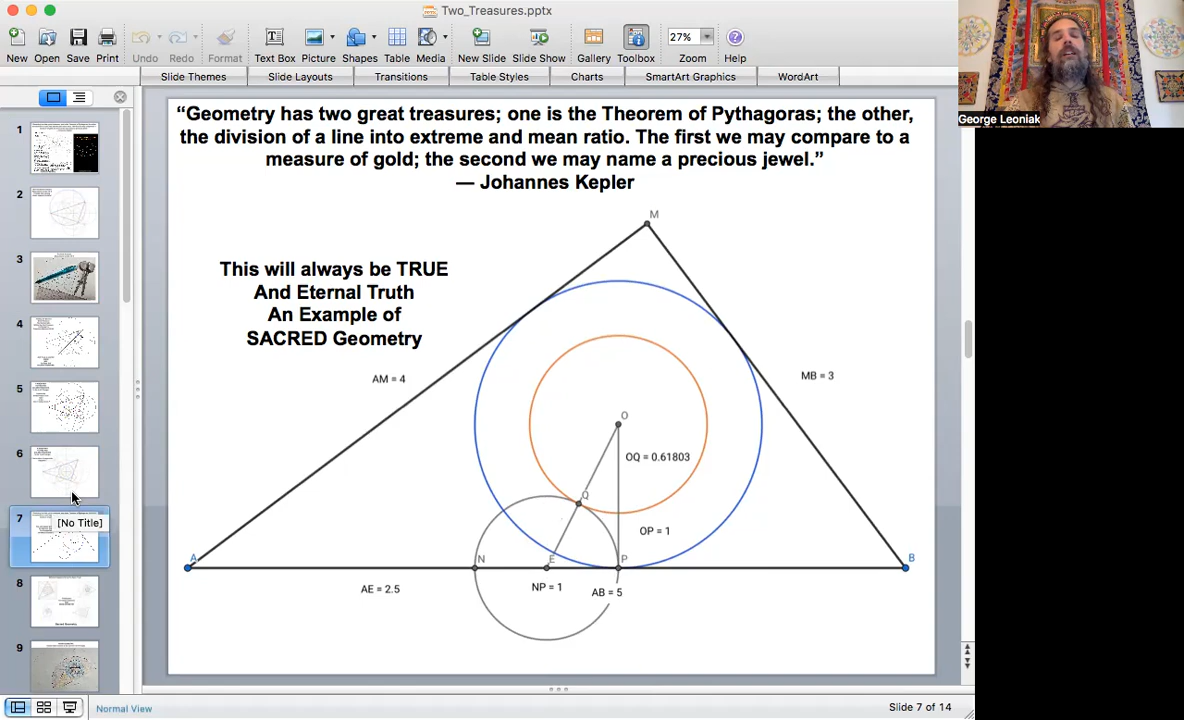 Two_Treasures.pptx
New
Open
Save
Print
Undo
Redo
Format
Text Box
Picture
Shapes
Table
Media
New Slide
Slide Show
Gallery
Toolbox
27%
Zoom
Help
Slide Themes
Slide Layouts
Transitions
Table Styles
Charts
SmartArt Graphics
WordArt
George Leoniak
1
2
3
4
5
6
7
[No Title]
8
9
“Geometry has two great treasures; one is the Theorem of Pythagoras; the other,
the division of a line into extreme and mean ratio. The first we may compare to a
measure of gold; the second we may name a precious jewel.”
— Johannes Kepler
This will always be TRUE
And Eternal Truth
An Example of
SACRED Geometry
M
AM = 4
MB = 3
O
OQ = 0.61803
Q
OP = 1
A
N
E
P
B
AE = 2.5
NP = 1
AB = 5
Normal View
Slide 7 of 14